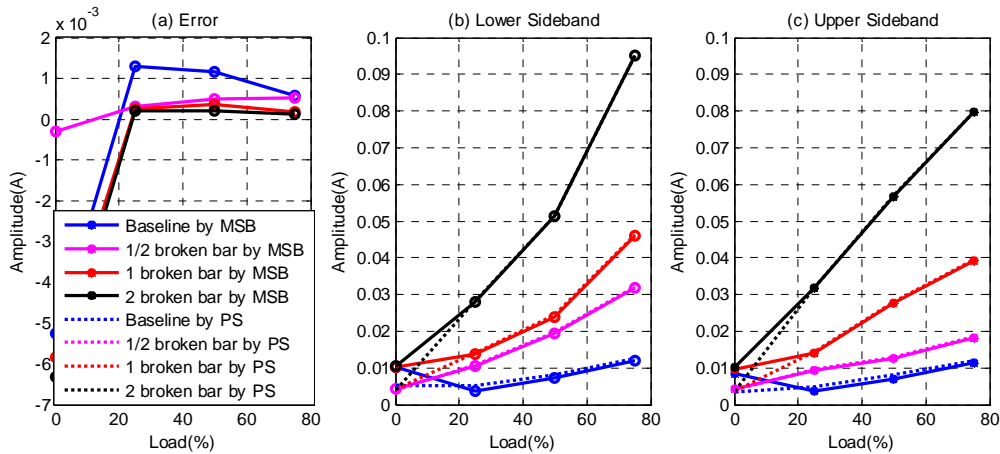 (a) Error
x 10^-3
2
1
0
-1
-2
-3
-4
-5
-6
-7
0 20 40 60 80
Amplitude(A)
Load(%)
Baseline by MSB
1/2 broken bar by MSB
1 broken bar by MSB
2 broken bar by MSB
Baseline by PS
1/2 broken bar by PS
1 broken bar by PS
2 broken bar by PS
(b) Lower Sideband
0.1
0.09
0.08
0.07
0.06
0.05
0.04
0.03
0.02
0.01
0
0 20 40 60 80
Amplitude(A)
Load(%)
(c) Upper Sideband
0.1
0.09
0.08
0.07
0.06
0.05
0.04
0.03
0.02
0.01
0
0 20 40 60 80
Amplitude(A)
Load(%)